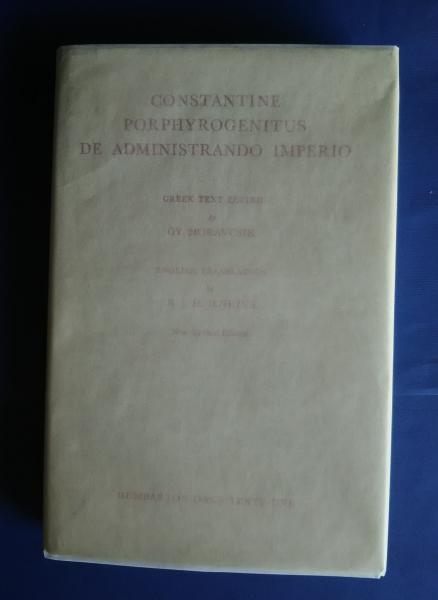 CONSTANTINE
PORPHYROGENITUS
DE ADMINISTRANDO IMPERIO
GREEK TEXT EDITED
by
GY. MORAVCSIK
ENGLISH TRANSLATION
by
R. J. H. JENKINS
New, Revised Edition
DUMBARTON OAKS TEXTS ONE